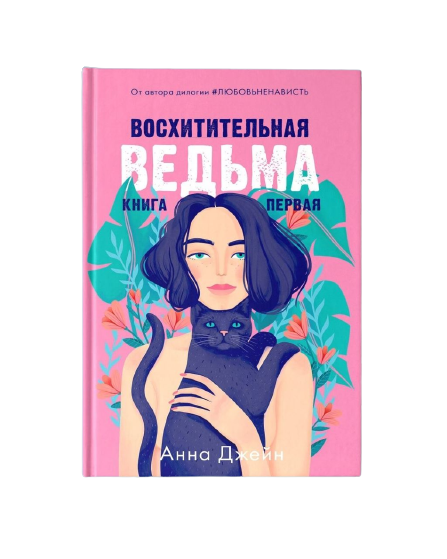 От автора дилогии #ЛЮБОВЬНЕНАВИСТЬ
ВОСХИТИТЕЛЬНАЯ
ВЕДЬМА
КНИГА ПЕРВАЯ
Анна Джейн